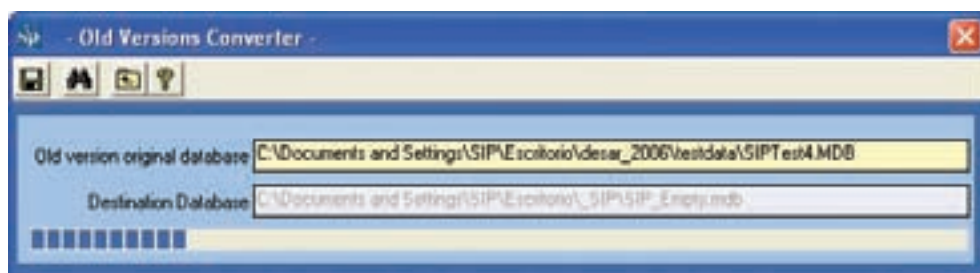 Sip - Old Versions Converter -
Old version original database C:\Documents and Settings\SIP\Escritorio\desar_2006\testdata\SIPTest4.MDB
Destination Database C:\Documents and Settings\SIP\Escritorio\_SIP\SIP_Empty.mdb